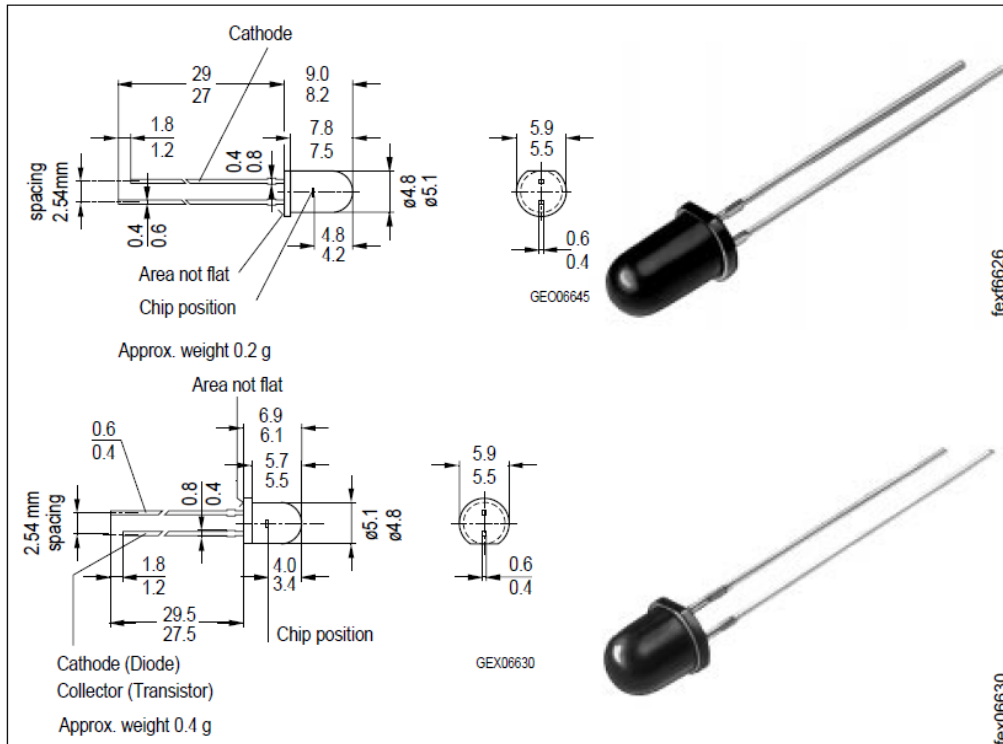 Cathode
29
27
9.0
8.2
1.8
1.2
7.8
7.5
0.4
0.8
spacing
2.54mm
0.4
0.6
ø4.8
ø5.1
4.8
4.2
Area not flat
Chip position
Approx. weight 0.2 g
5.9
5.5
0.6
0.4
GEO06645
fexf6626
Area not flat
6.9
6.1
5.7
5.5
0.6
0.4
0.8
0.4
2.54 mm
spacing
ø5.1
ø4.8
1.8
1.2
4.0
3.4
29.5
27.5
Chip position
Cathode (Diode)
Collector (Transistor)
Approx. weight 0.4 g
5.9
5.5
0.6
0.4
GEX06630
fex06630